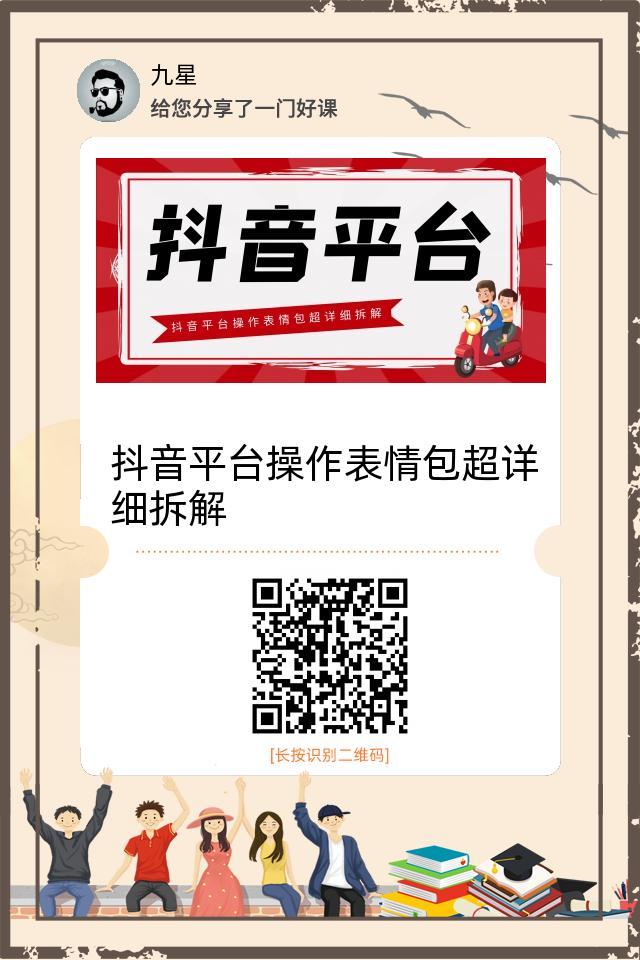 九星
给您分享了一门好课
抖音平台
抖音平台操作表情包超详细拆解
抖音平台操作表情包超详
细拆解
[长按识别二维码]